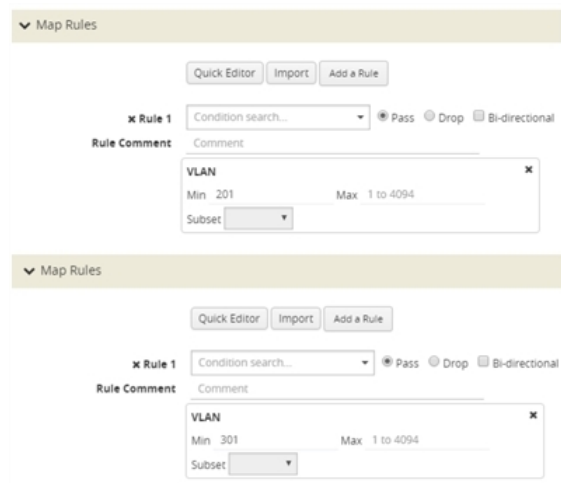 Map Rules
Quick Editor Import Add a Rule
x Rule 1 Condition search... Pass Drop Bi-directional
Rule Comment Comment
VLAN x
Min 201 Max 1 to 4094
Subset
Map Rules
Quick Editor Import Add a Rule
x Rule 1 Condition search... Pass Drop Bi-directional
Rule Comment Comment
VLAN x
Min 301 Max 1 to 4094
Subset